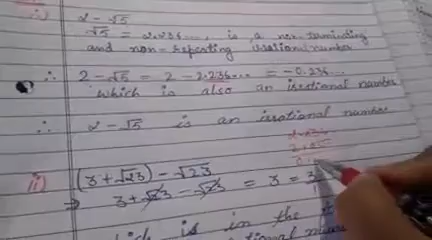 i) 2 - √5
√5 = 2.236..., is a non-terminating
and non-repeating irrational number
∴ 2 - √5 = 2 - 2.236... = -0.236...
which is also an irrational number
∴ 2 - √5 is an irrational number
ii) (3 + √23) - √23
⇒ 3 + √23 - √23 = 3 = 3
which is in the